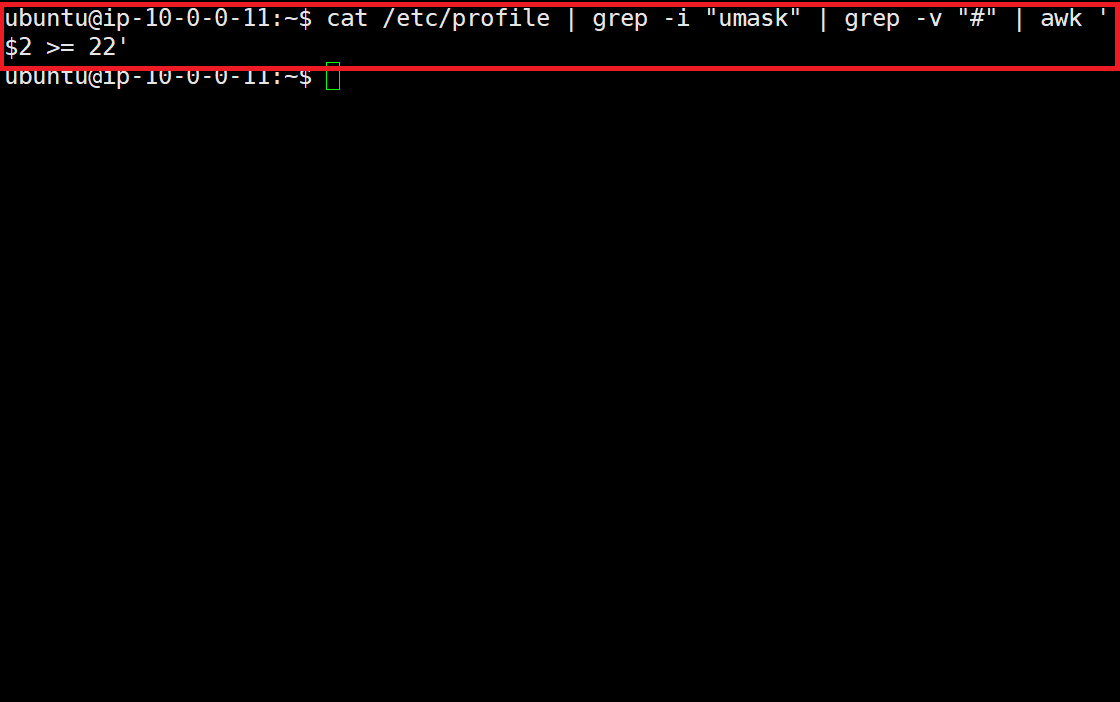 ubuntu@ip-10-0-0-11:~$ cat /etc/profile | grep -i "umask" | grep -v "#" | awk '
$2 >= 22'
ubuntu@ip-10-0-0-11:~$